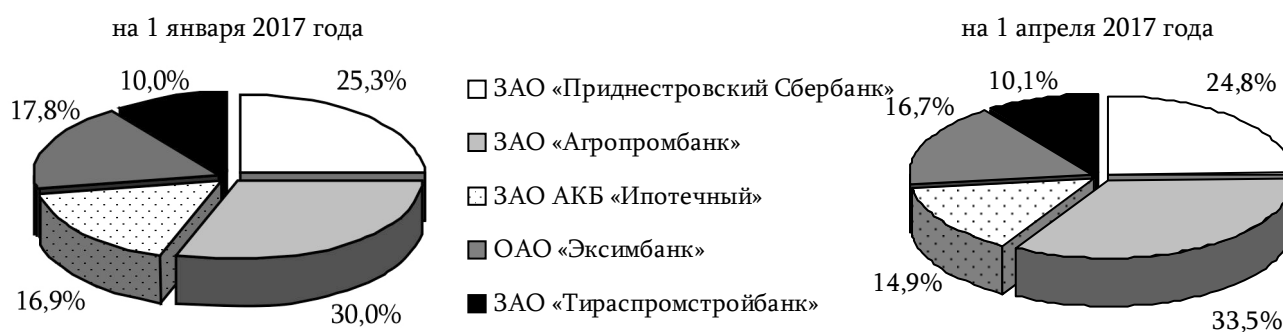 на 1 января 2017 года
10,0%
25,3%
17,8%
16,9%
30,0%
ЗАО «Приднестровский Сбербанк»
ЗАО «Агропромбанк»
ЗАО АКБ «Ипотечный»
ОАО «Эксимбанк»
ЗАО «Тираспромстройбанк»
на 1 апреля 2017 года
10,1%
24,8%
16,7%
14,9%
33,5%